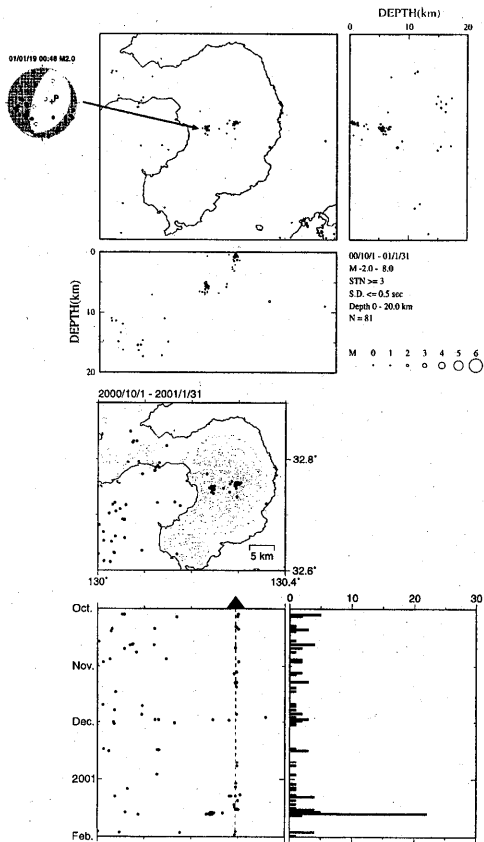 DEPTH(km)
0 10 20
01/01/19 00:48 M2.0
P
0
10
20
DEPTH(km)
00/10/1 - 01/1/31
M -2.0 - 8.0
STN >= 3
S.D. <= 0.5 sec
Depth 0 - 20.0 km
N = 81
M 0 1 2 3 4 5 6
2000/10/1 - 2001/1/31
32.8°
5 km
32.6°
130° 130.4°
0 10 20 30
Oct.
Nov.
Dec.
2001
Feb.